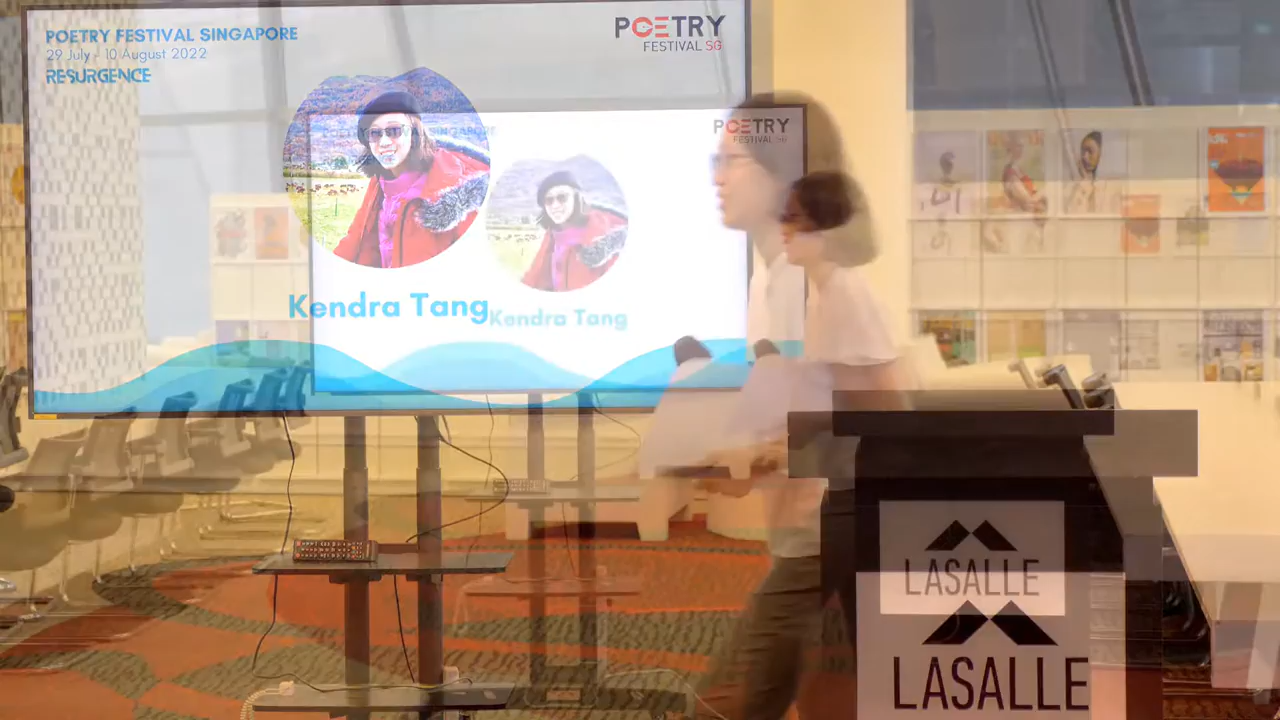 POETRY FESTIVAL SINGAPORE
29 July - 10 August 2022
RESURGENCE
POETRY
FESTIVAL SG
POETRY
FESTIVAL SG
Kendra Tang
Kendra Tang
LASALLE
LASALLE